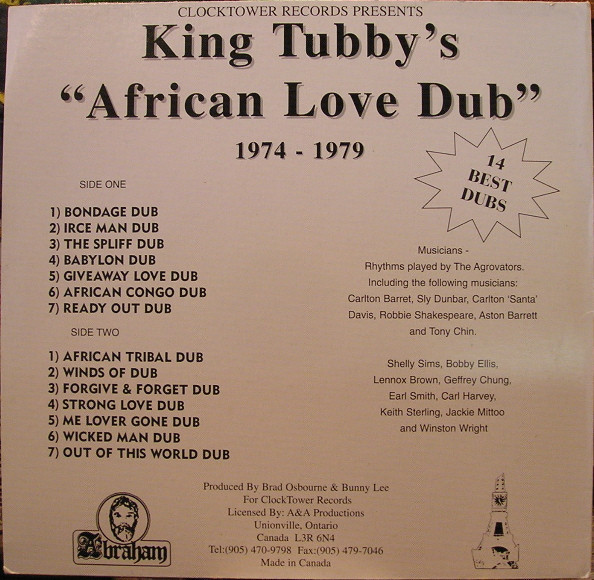 CLOCKTOWER RECORDS PRESENTS
King Tubby's
"African Love Dub"
1974 - 1979
14
BEST
DUBS
SIDE ONE
1) BONDAGE DUB
2) IRCE MAN DUB
3) THE SPLIFF DUB
4) BABYLON DUB
5) GIVEAWAY LOVE DUB
6) AFRICAN CONGO DUB
7) READY OUT DUB
SIDE TWO
1) AFRICAN TRIBAL DUB
2) WINDS OF DUB
3) FORGIVE & FORGET DUB
4) STRONG LOVE DUB
5) ME LOVER GONE DUB
6) WICKED MAN DUB
7) OUT OF THIS WORLD DUB
Musicians -
Rhythms played by The Agrovators.
Including the following musicians:
Carlton Barret, Sly Dunbar, Carlton 'Santa'
Davis, Robbie Shakespeare, Aston Barrett
and Tony Chin.
Shelly Sims, Bobby Ellis,
Lennox Brown, Geffrey Chung,
Earl Smith, Carl Harvey,
Keith Sterling, Jackie Mittoo
and Winston Wright
Produced By Brad Osbourne & Bunny Lee
For ClockTower Records
Licensed By: A&A Productions
Unionville, Ontario
Canada L3R 6N4
Tel:(905) 470-9798 Fax:(905) 479-7046
Made in Canada
Abraham